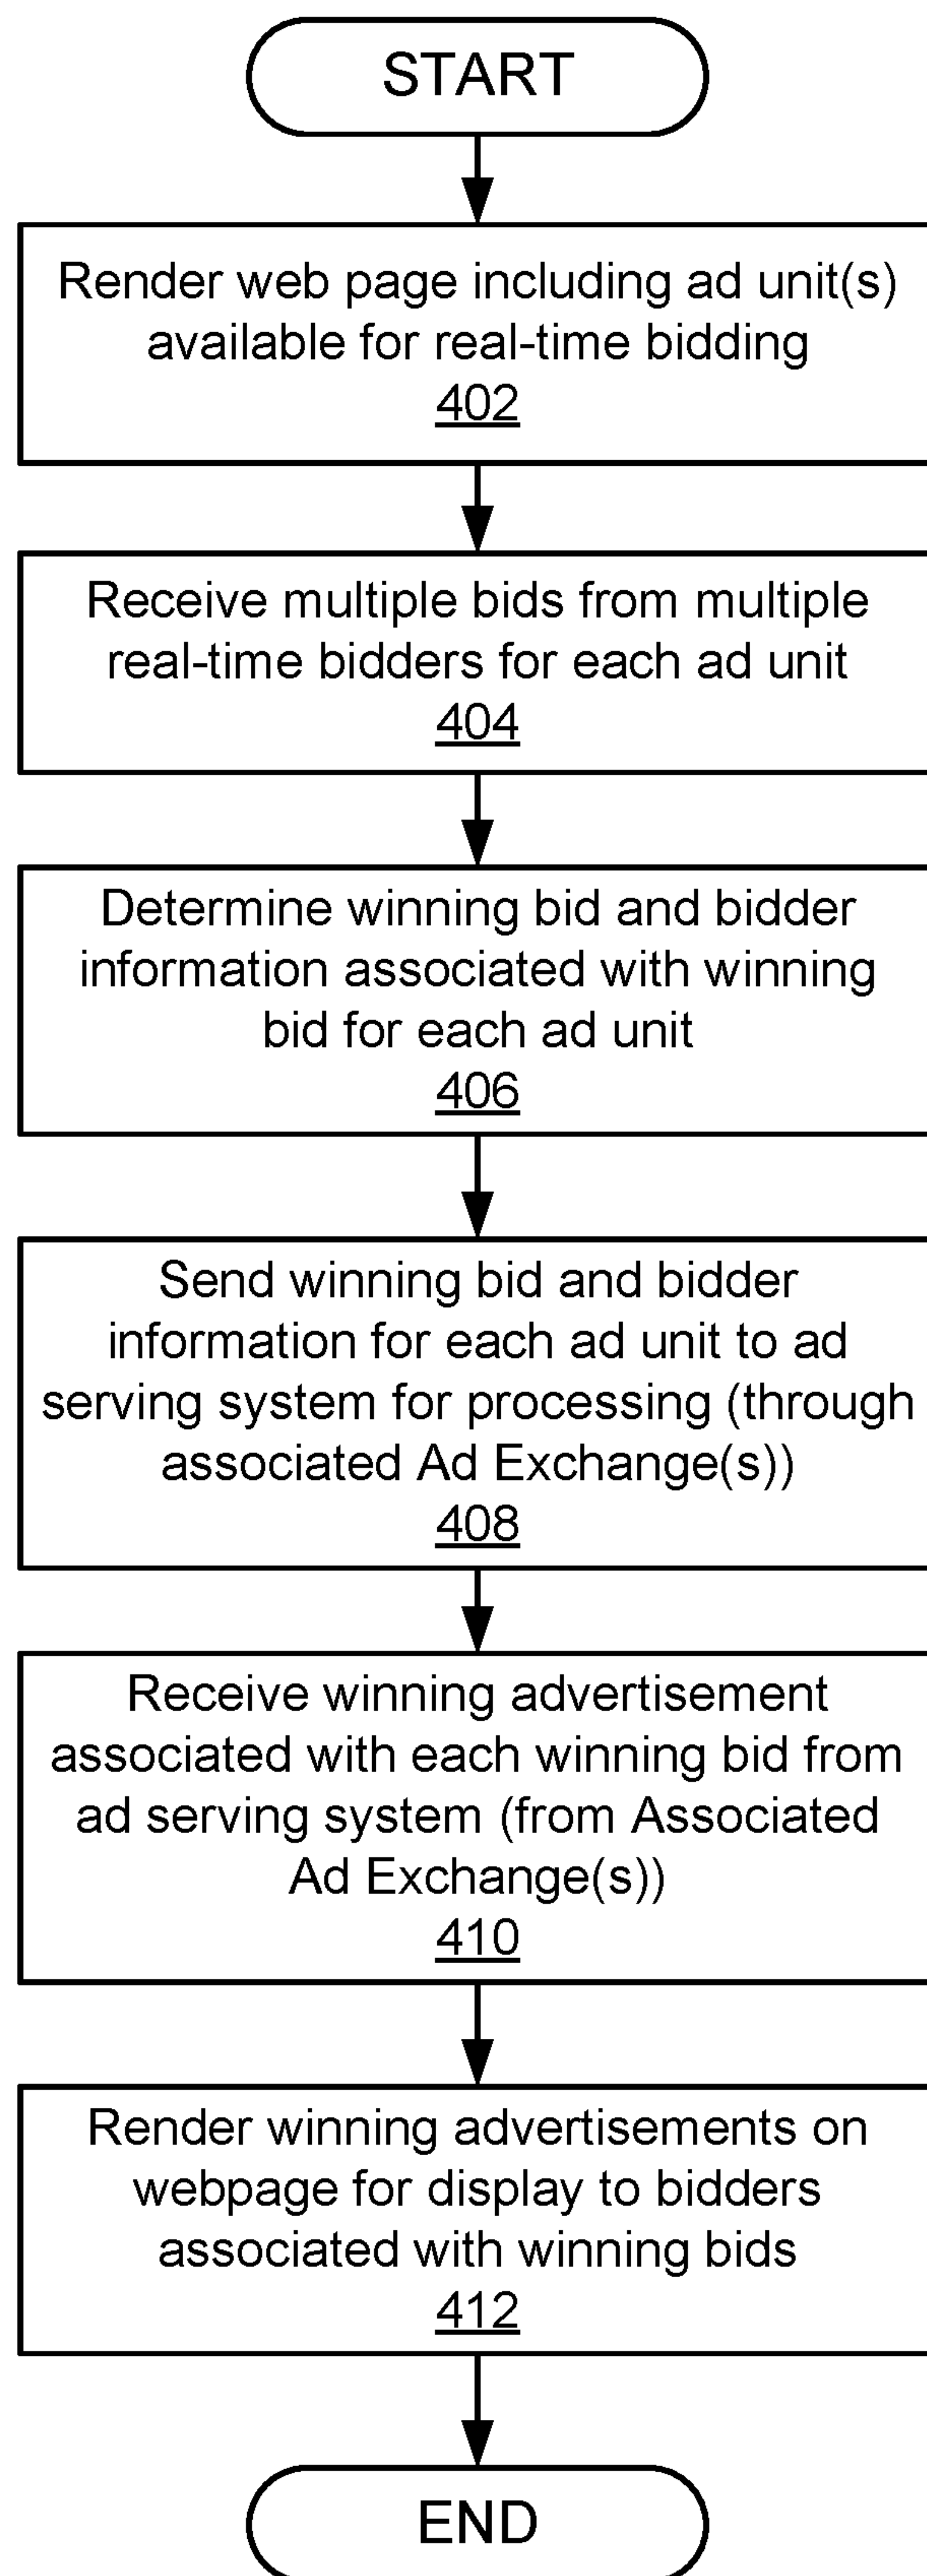 START
Render web page including ad unit(s)
available for real-time bidding
402
Receive multiple bids from multiple
real-time bidders for each ad unit
404
Determine winning bid and bidder
information associated with winning
bid for each ad unit
406
Send winning bid and bidder
information for each ad unit to ad
serving system for processing (through
associated Ad Exchange(s))
408
Receive winning advertisement
associated with each winning bid from
ad serving system (from Associated
Ad Exchange(s))
410
Render winning advertisements on
webpage for display to bidders
associated with winning bids
412
END